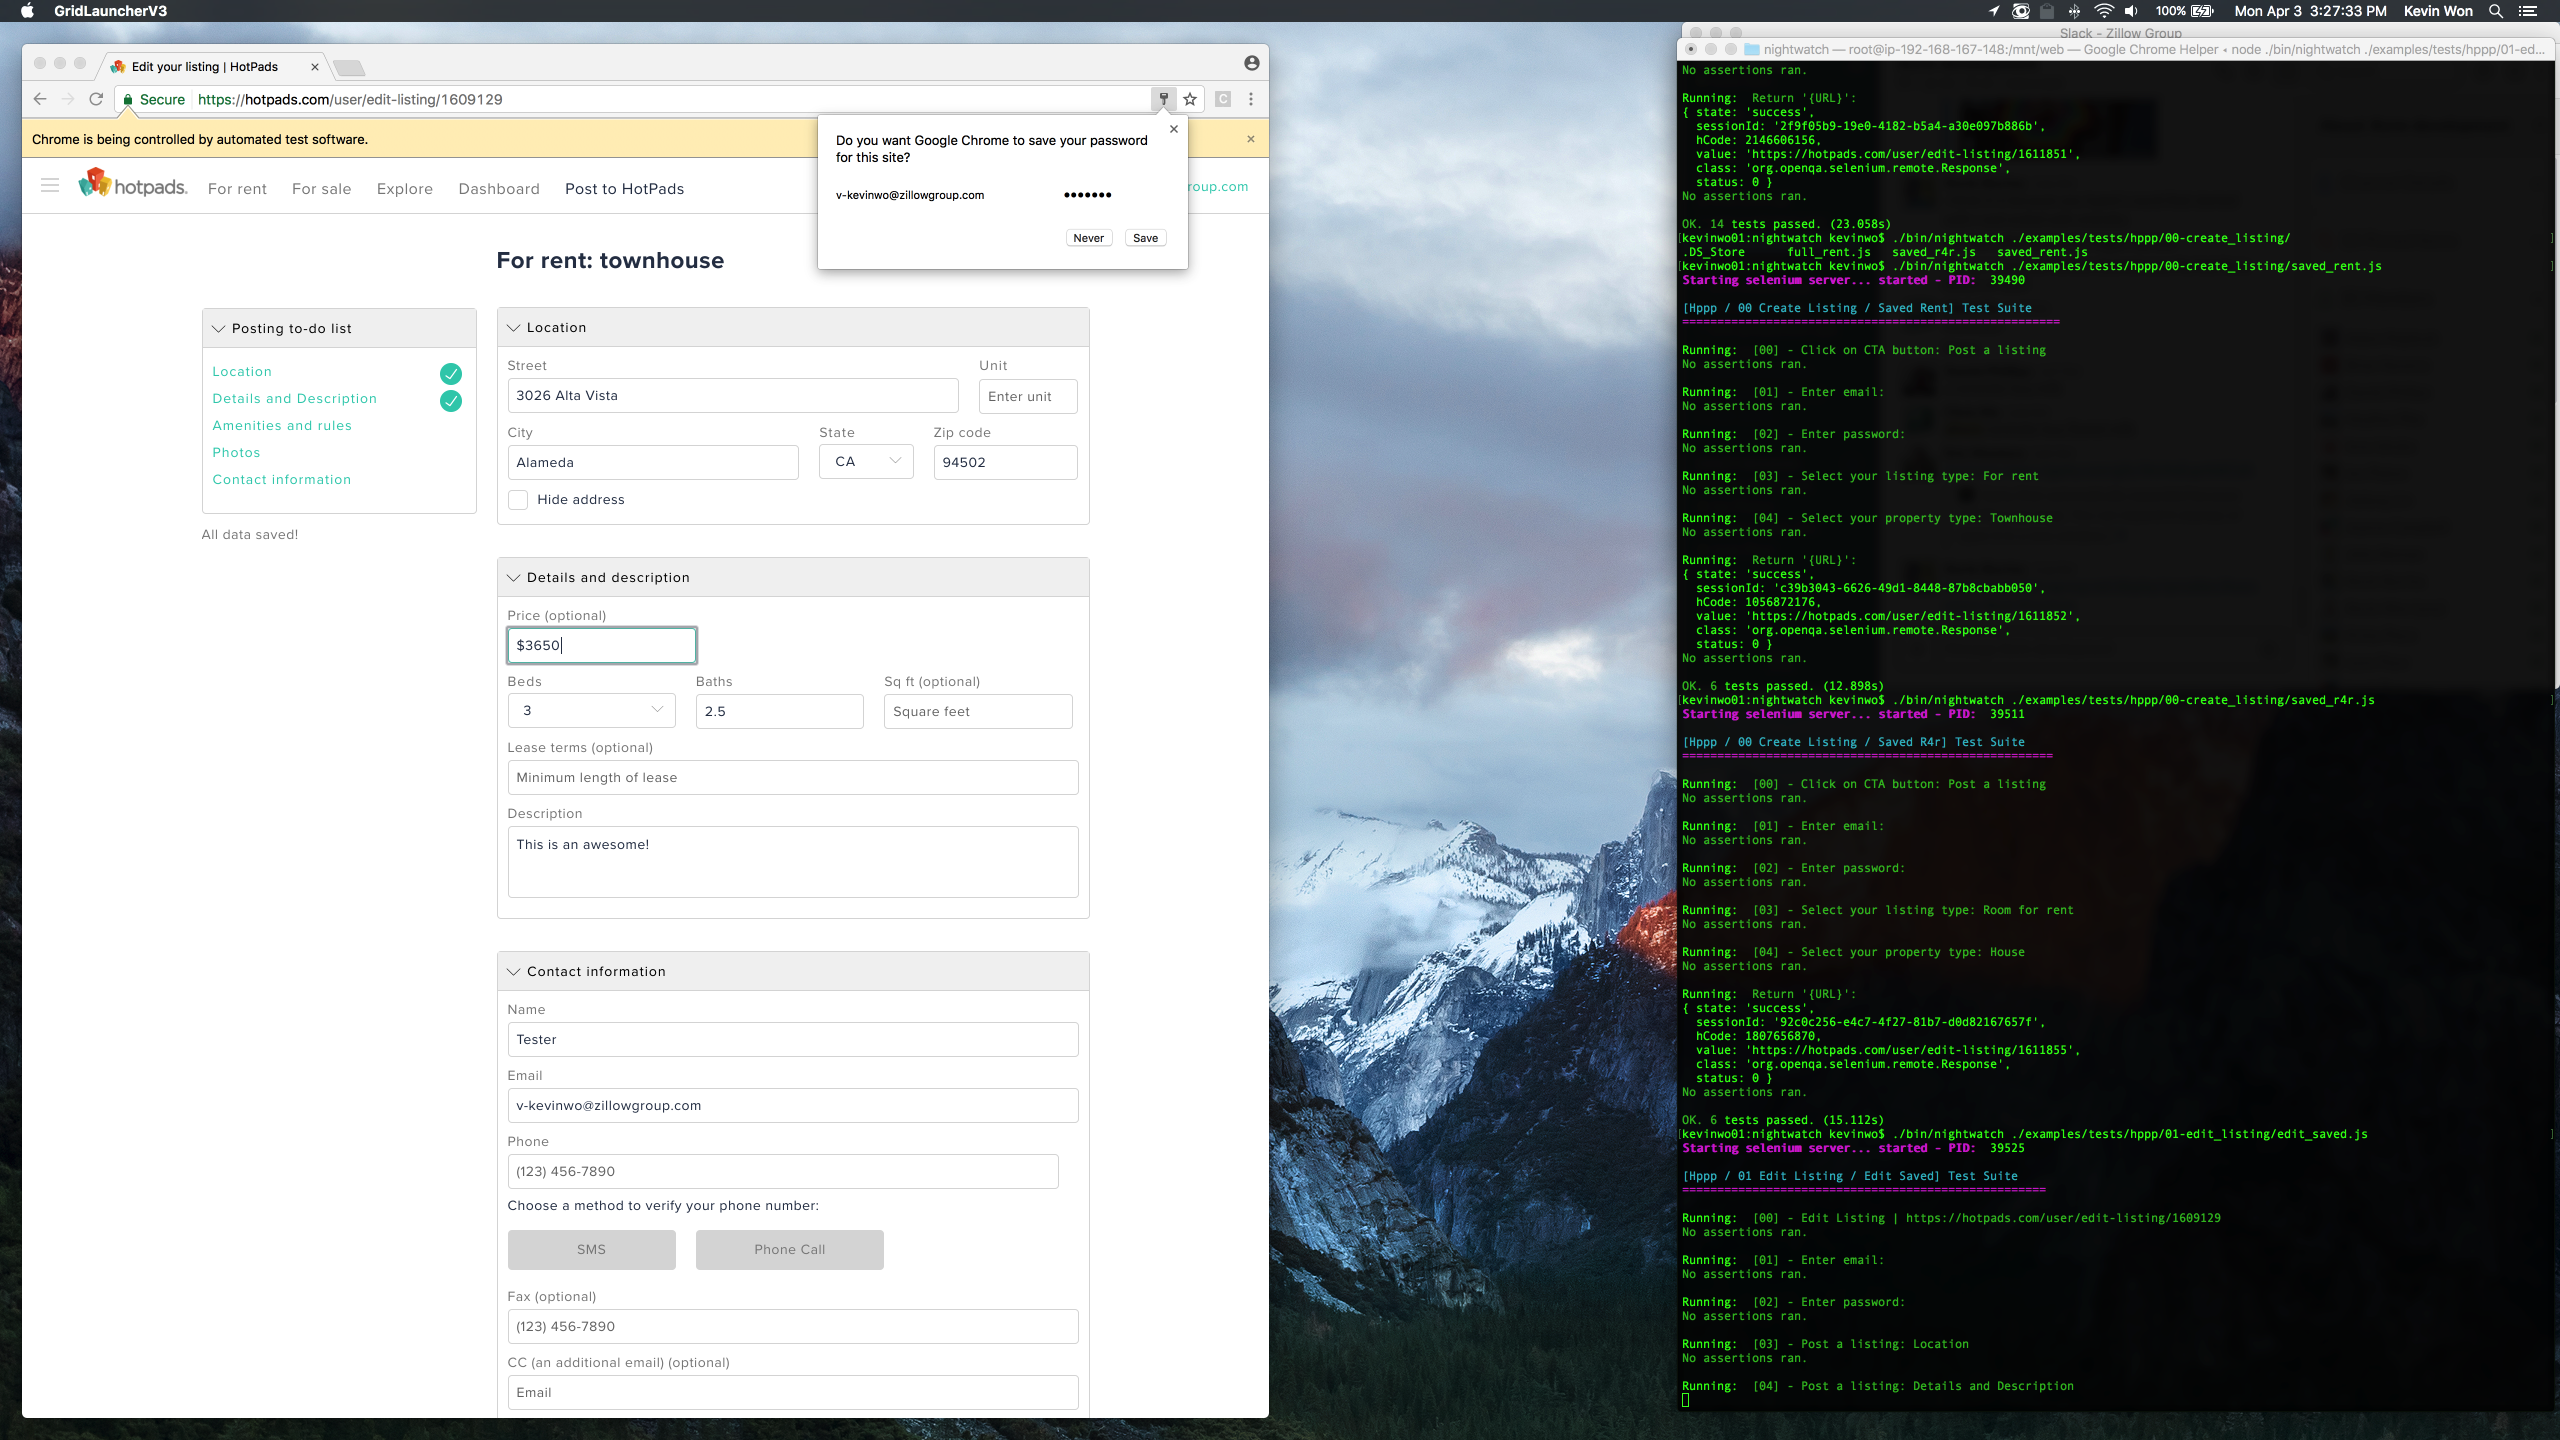 GridLauncherV3
100%
Mon Apr 3 3:27:33 PM
Kevin Won
Edit your listing | HotPads
Secure
https://hotpads.com/user/edit-listing/1609129
Chrome is being controlled by automated test software.
Do you want Google Chrome to save your password
for this site?
v-kevinwo@zillowgroup.com •••••••
Never Save
hotpads. For rent For sale Explore Dashboard Post to HotPads
roup.com
For rent: townhouse
Posting to-do list
Location
Details and Description
Amenities and rules
Photos
Contact information
All data saved!
Location
Street Unit
3026 Alta Vista Enter unit
City State Zip code
Alameda CA 94502
Hide address
Details and description
Price (optional)
$3650
Beds Baths Sq ft (optional)
3 2.5 Square feet
Lease terms (optional)
Minimum length of lease
Description
This is an awesome!
Contact information
Name
Tester
Email
v-kevinwo@zillowgroup.com
Phone
(123) 456-7890
Choose a method to verify your phone number:
SMS Phone Call
Fax (optional)
(123) 456-7890
CC (an additional email) (optional)
Email
Slack - Zillow Group
nightwatch — root@ip-192-168-167-148:/mnt/web — Google Chrome Helper ◂ node ./bin/nightwatch ./examples/tests/hppp/01-ed...
No assertions ran.
Running: Return '{URL}':
{ state: 'success',
sessionId: '2f9f05b9-19e0-4182-b5a4-a30e097b886b',
hCode: 2146606156,
value: 'https://hotpads.com/user/edit-listing/1611851',
class: 'org.openqa.selenium.remote.Response',
status: 0 }
No assertions ran.
OK. 14 tests passed. (23.058s)
[kevinwo01:nightwatch kevinwo$ ./bin/nightwatch ./examples/tests/hppp/00-create_listing/ ]
.DS_Store full_rent.js saved_r4r.js saved_rent.js
[kevinwo01:nightwatch kevinwo$ ./bin/nightwatch ./examples/tests/hppp/00-create_listing/saved_rent.js ]
Starting selenium server... started - PID: 39490
[Hppp / 00 Create Listing / Saved Rent] Test Suite
======================================================
Running: [00] - Click on CTA button: Post a listing
No assertions ran.
Running: [01] - Enter email:
No assertions ran.
Running: [02] - Enter password:
No assertions ran.
Running: [03] - Select your listing type: For rent
No assertions ran.
Running: [04] - Select your property type: Townhouse
No assertions ran.
Running: Return '{URL}':
{ state: 'success',
sessionId: 'c39b3043-6626-49d1-8448-87b8cbabb050',
hCode: 1056872176,
value: 'https://hotpads.com/user/edit-listing/1611852',
class: 'org.openqa.selenium.remote.Response',
status: 0 }
No assertions ran.
OK. 6 tests passed. (12.898s)
[kevinwo01:nightwatch kevinwo$ ./bin/nightwatch ./examples/tests/hppp/00-create_listing/saved_r4r.js ]
Starting selenium server... started - PID: 39511
[Hppp / 00 Create Listing / Saved R4r] Test Suite
=====================================================
Running: [00] - Click on CTA button: Post a listing
No assertions ran.
Running: [01] - Enter email:
No assertions ran.
Running: [02] - Enter password:
No assertions ran.
Running: [03] - Select your listing type: Room for rent
No assertions ran.
Running: [04] - Select your property type: House
No assertions ran.
Running: Return '{URL}':
{ state: 'success',
sessionId: '92c0c256-e4c7-4f27-81b7-d0d82167657f',
hCode: 1807656870,
value: 'https://hotpads.com/user/edit-listing/1611855',
class: 'org.openqa.selenium.remote.Response',
status: 0 }
No assertions ran.
OK. 6 tests passed. (15.112s)
[kevinwo01:nightwatch kevinwo$ ./bin/nightwatch ./examples/tests/hppp/01-edit_listing/edit_saved.js ]
Starting selenium server... started - PID: 39525
[Hppp / 01 Edit Listing / Edit Saved] Test Suite
====================================================
Running: [00] - Edit Listing | https://hotpads.com/user/edit-listing/1609129
No assertions ran.
Running: [01] - Enter email:
No assertions ran.
Running: [02] - Enter password:
No assertions ran.
Running: [03] - Post a listing: Location
No assertions ran.
Running: [04] - Post a listing: Details and Description